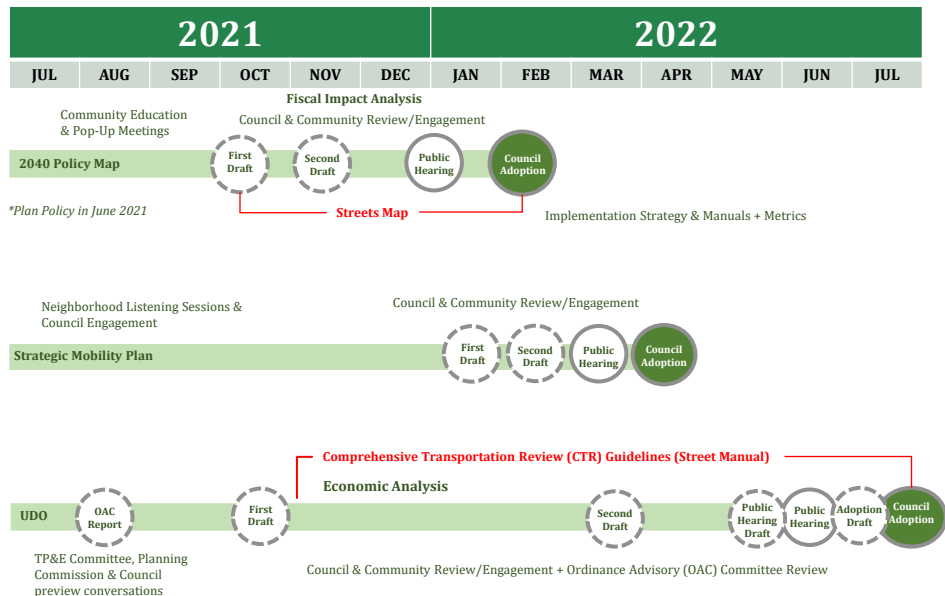 2021
2022
JUL
AUG
SEP
OCT
NOV
DEC
JAN
FEB
MAR
APR
MAY
JUN
JUL
Fiscal Impact Analysis
Community Education
& Pop-Up Meetings
Council & Community Review/Engagement
2040 Policy Map
First
Draft
Second
Draft
Public
Hearing
Council
Adoption
*Plan Policy in June 2021
Streets Map
Implementation Strategy & Manuals + Metrics
Neighborhood Listening Sessions &
Council Engagement
Council & Community Review/Engagement
Strategic Mobility Plan
First
Draft
Second
Draft
Public
Hearing
Council
Adoption
Comprehensive Transportation Review (CTR) Guidelines (Street Manual)
Economic Analysis
UDO
OAC
Report
First
Draft
Second
Draft
Public
Hearing
Draft
Public
Hearing
Adoption
Draft
Council
Adoption
TP&E Committee, Planning
Commission & Council
preview conversations
Council & Community Review/Engagement + Ordinance Advisory (OAC) Committee Review